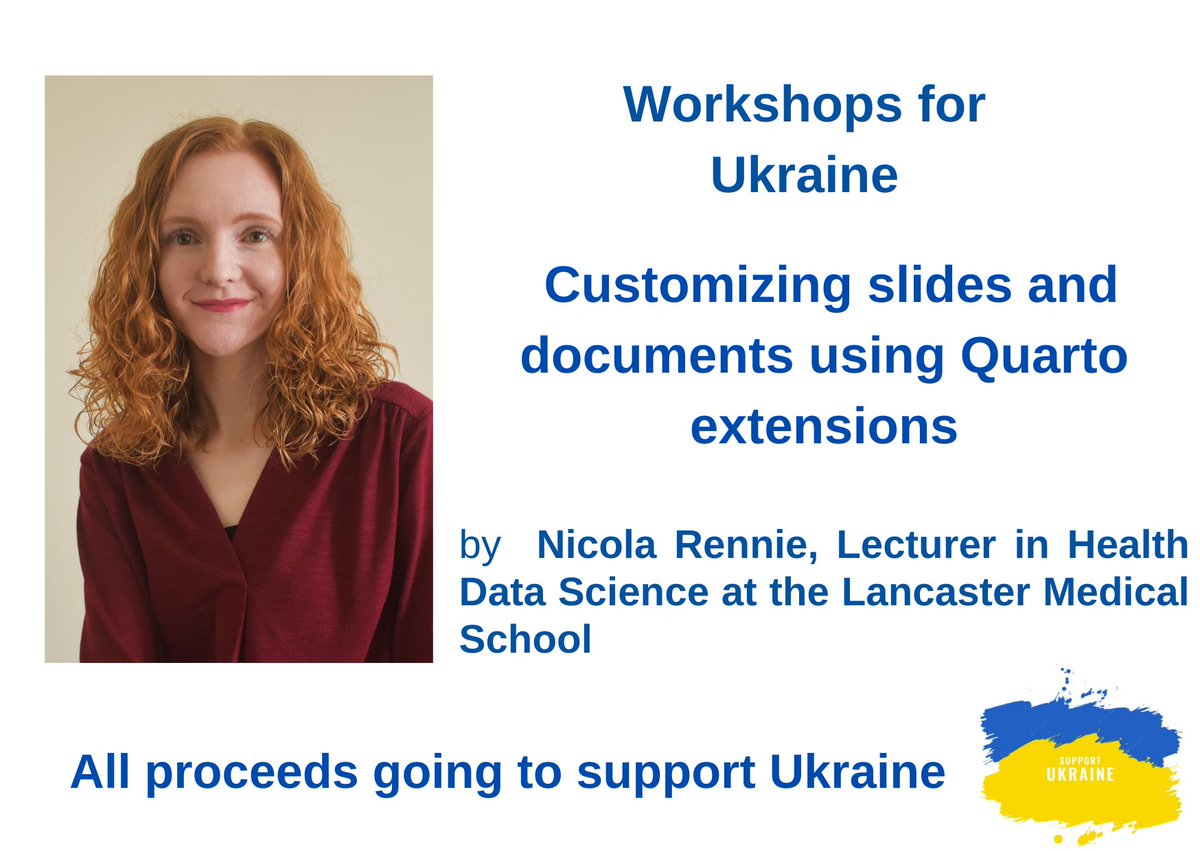 Workshops for
Ukraine
Customizing slides and
documents using Quarto
extensions
by Nicola Rennie, Lecturer in Health
Data Science at the Lancaster Medical
School
All proceeds going to support Ukraine
SUPPORT
UKRAINE